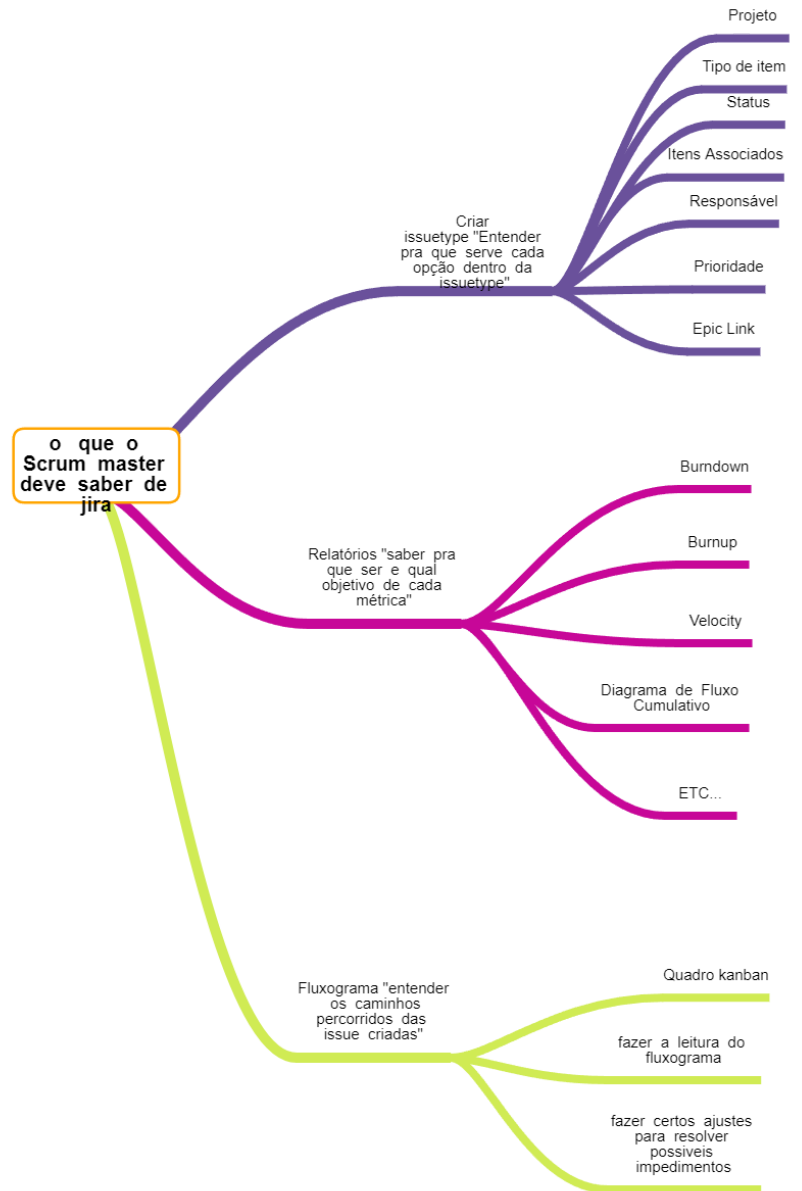 o que o
Scrum master
deve saber de
jira
Criar
issuetype "Entender
pra que serve cada
opção dentro da
issuetype"
Projeto
Tipo de item
Status
Itens Associados
Responsável
Prioridade
Epic Link
Relatórios "saber pra
que ser e qual
objetivo de cada
métrica"
Burndown
Burnup
Velocity
Diagrama de Fluxo
Cumulativo
ETC...
Fluxograma "entender
os caminhos
percorridos das
issue criadas"
Quadro kanban
fazer a leitura do
fluxograma
fazer certos ajustes
para resolver
possiveis
impedimentos